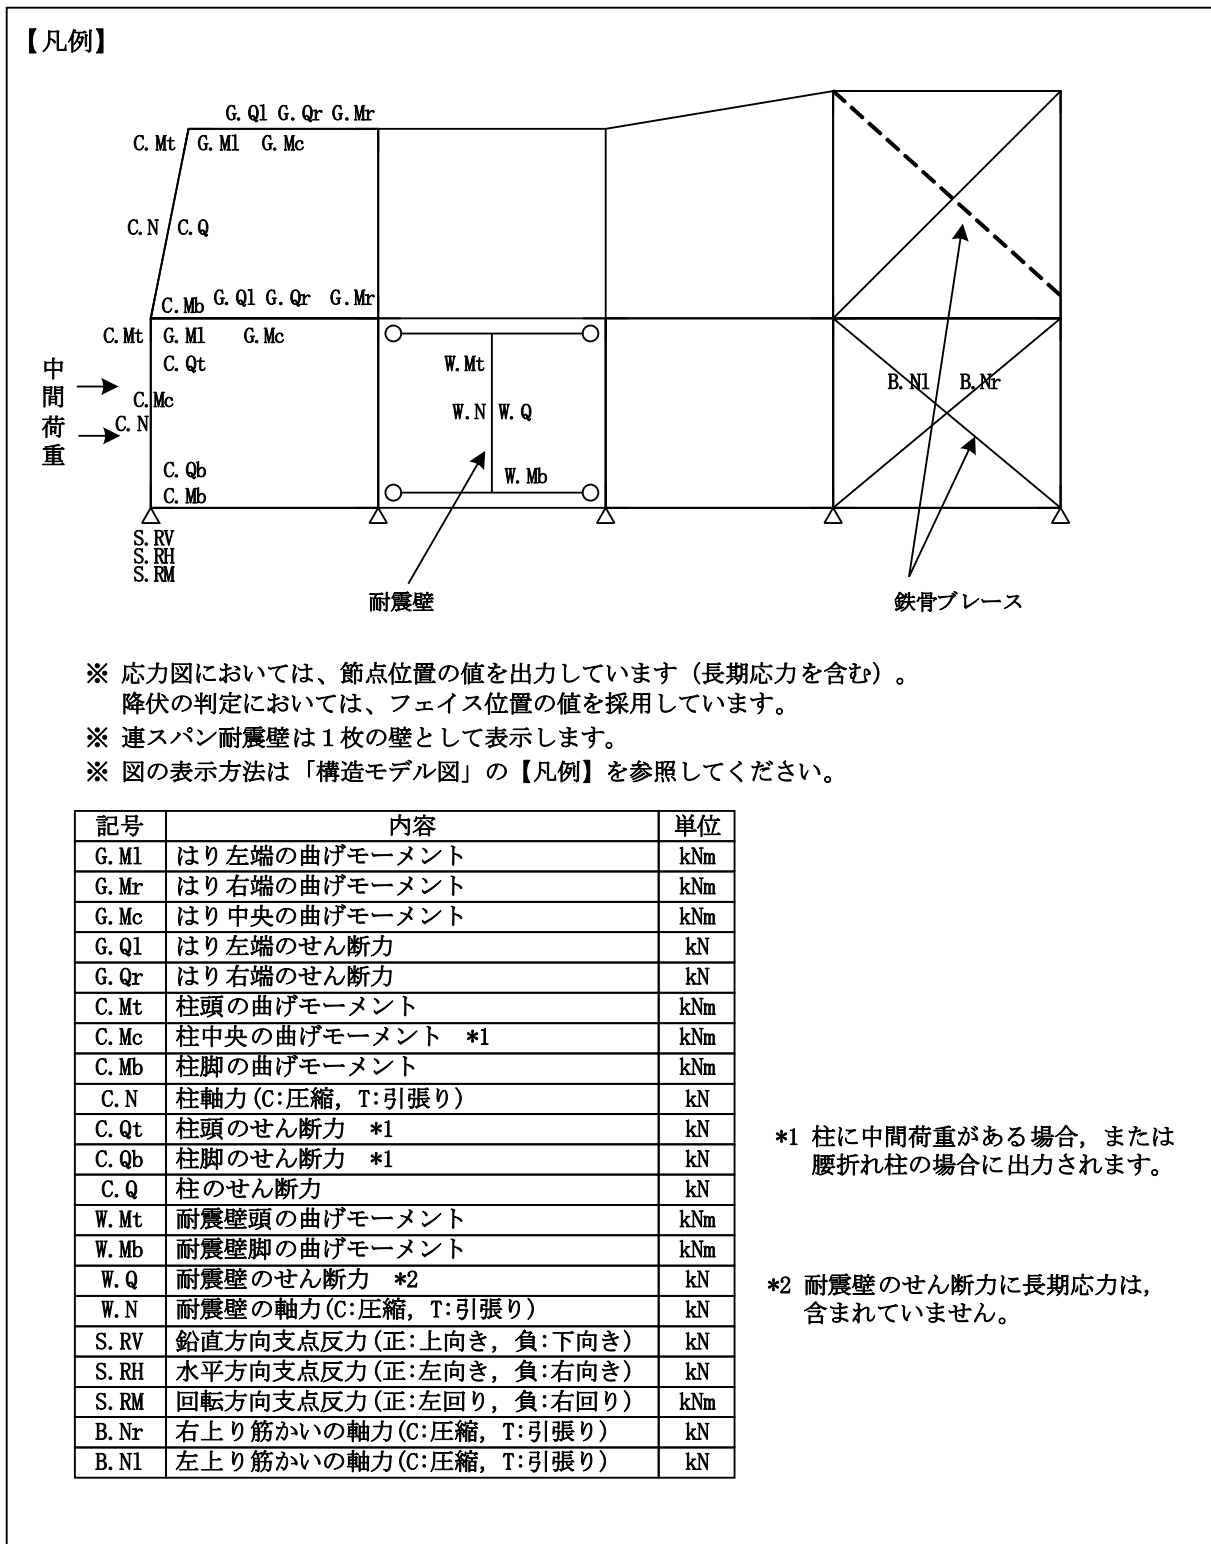 【凡例】
G.Ql G.Qr G.Mr
C.Mt G.Ml G.Mc
C.N C.Q
C.Mb G.Ql G.Qr G.Mr
C.Mt G.Ml G.Mc
C.Qt
中間荷重
C.Mc
C.N
C.Qb
C.Mb
S.RV
S.RH
S.RM
W.Mt
W.N W.Q
W.Mb
B.Nl B.Nr
耐震壁
鉄骨ブレース
※ 応力図においては、節点位置の値を出力しています（長期応力を含む）。
降伏の判定においては、フェイス位置の値を採用しています。
※ 連スパン耐震壁は１枚の壁として表示します。
※ 図の表示方法は「構造モデル図」の【凡例】を参照してください。
記号 内容 単位
G.Ml はり左端の曲げモーメント kNm
G.Mr はり右端の曲げモーメント kNm
G.Mc はり中央の曲げモーメント kNm
G.Ql はり左端のせん断力 kN
G.Qr はり右端のせん断力 kN
C.Mt 柱頭の曲げモーメント kNm
C.Mc 柱中央の曲げモーメント *1 kNm
C.Mb 柱脚の曲げモーメント kNm
C.N 柱軸力(C:圧縮, T:引張り) kN
C.Qt 柱頭のせん断力 *1 kN
C.Qb 柱脚のせん断力 *1 kN
C.Q 柱のせん断力 kN
W.Mt 耐震壁頭の曲げモーメント kNm
W.Mb 耐震壁脚の曲げモーメント kNm
W.Q 耐震壁のせん断力 *2 kN
W.N 耐震壁の軸力(C:圧縮, T:引張り) kN
S.RV 鉛直方向支点反力(正:上向き, 負:下向き) kN
S.RH 水平方向支点反力(正:左向き, 負:右向き) kN
S.RM 回転方向支点反力(正:左回り, 負:右回り) kNm
B.Nr 右上り筋かいの軸力(C:圧縮, T:引張り) kN
B.Nl 左上り筋かいの軸力(C:圧縮, T:引張り) kN
*1 柱に中間荷重がある場合, または
腰折れ柱の場合に出力されます。
*2 耐震壁のせん断力に長期応力は,
含まれていません。